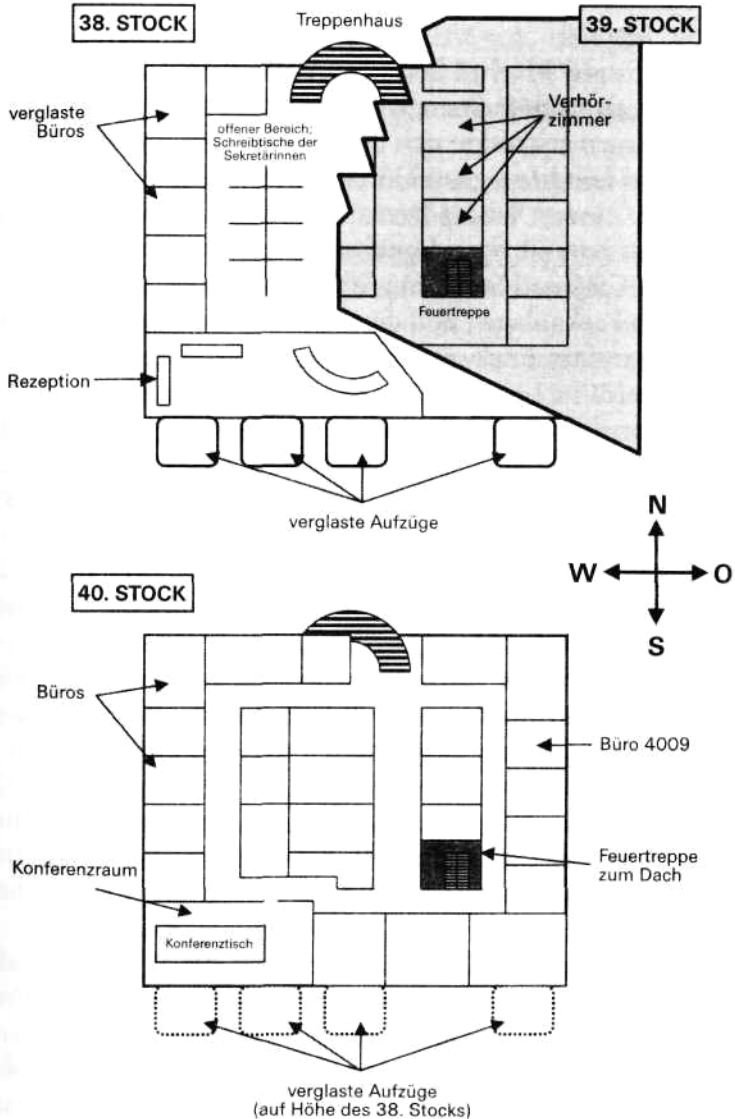 38. STOCK
Treppenhaus
39. STOCK
verglaste
Büros
offener Bereich;
Schreibtische der
Sekretärinnen
Verhör-
zimmer
Feuertreppe
Rezeption
verglaste Aufzüge
N
W
O
S
40. STOCK
Büros
Büro 4009
Konferenzraum
Feuertreppe
zum Dach
Konferenztisch
verglaste Aufzüge
(auf Höhe des 38. Stocks)